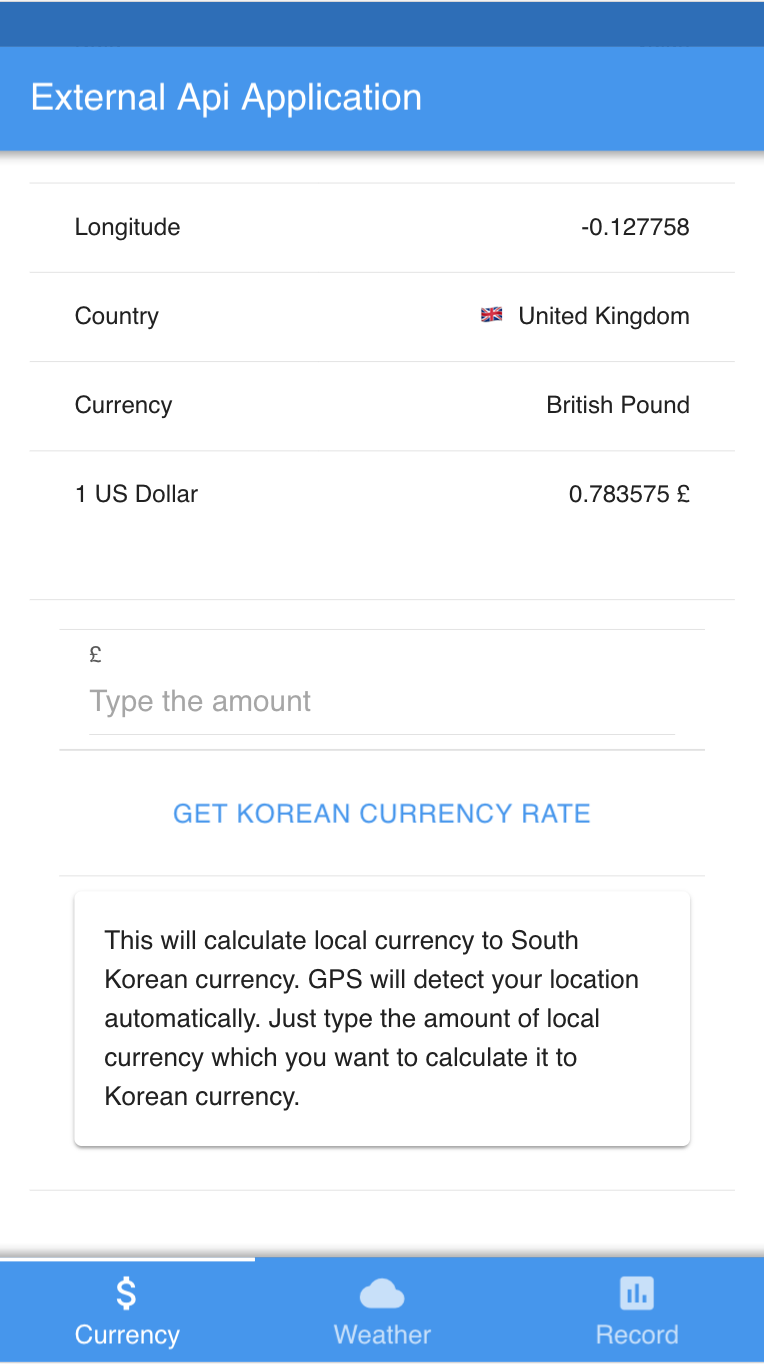 External Api Application
Longitude -0.127758
Country 🇬🇧 United Kingdom
Currency British Pound
1 US Dollar 0.783575 £
£
Type the amount
GET KOREAN CURRENCY RATE
This will calculate local currency to South
Korean currency. GPS will detect your location
automatically. Just type the amount of local
currency which you want to calculate it to
Korean currency.
$
Currency Weather Record